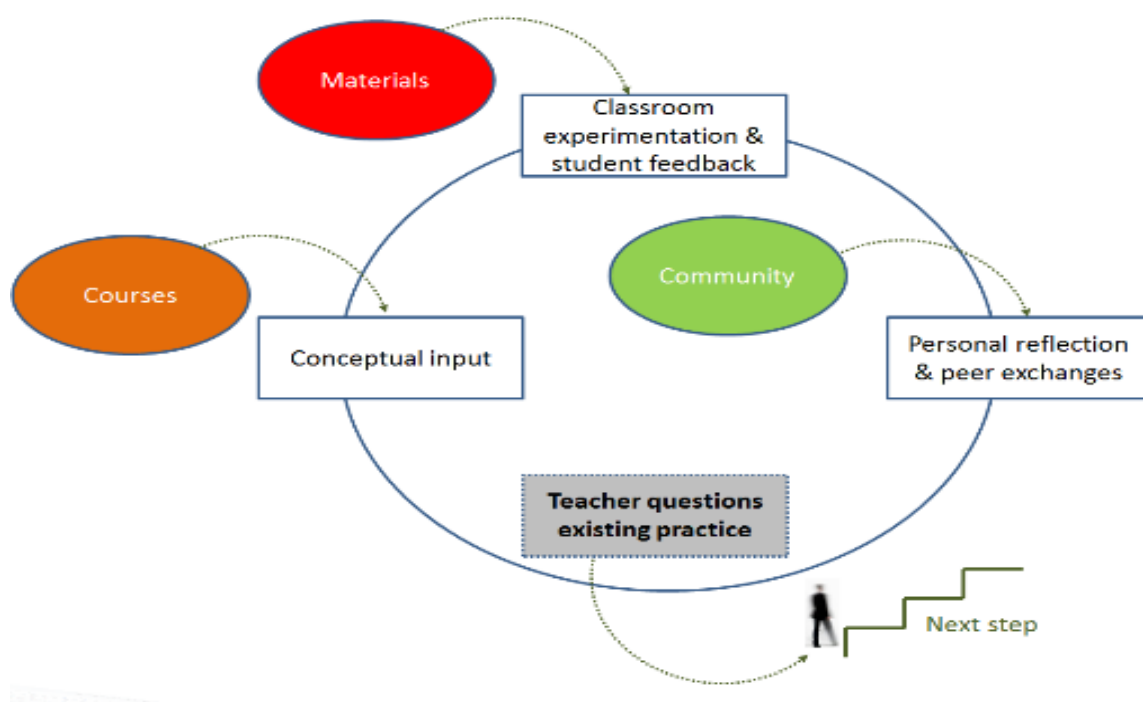 Materials
Classroom
experimentation &
student feedback
Community
Courses
Conceptual input
Personal reflection
& peer exchanges
Teacher questions
existing practice
Next step